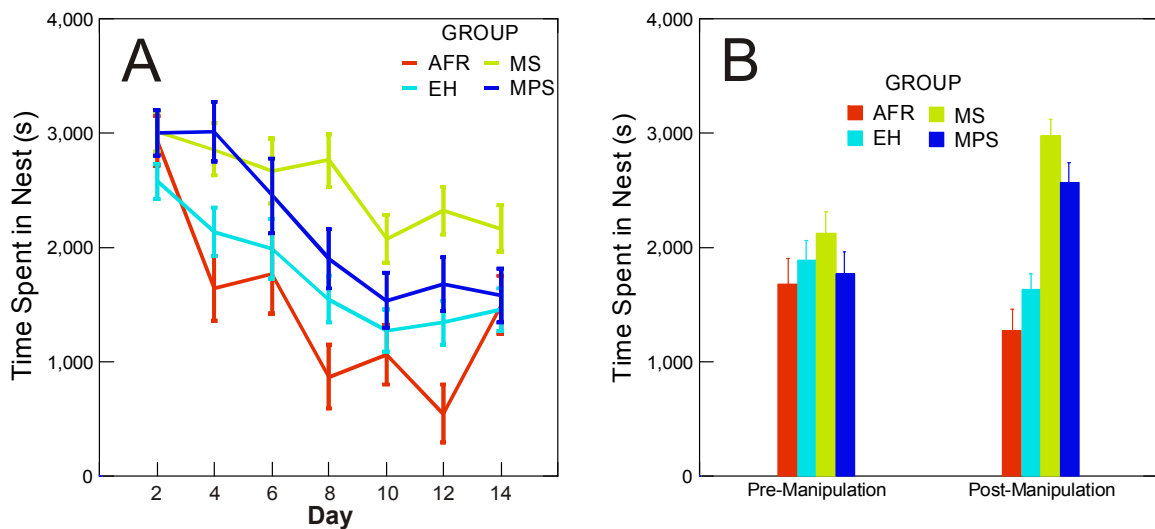 A
GROUP
AFR MS
EH MPS
Time Spent in Nest (s)
4,000
3,000
2,000
1,000
0
2 4 6 8 10 12 14
Day
B
GROUP
AFR MS
EH MPS
Time Spent in Nest (s)
4,000
3,000
2,000
1,000
0
Pre-Manipulation Post-Manipulation